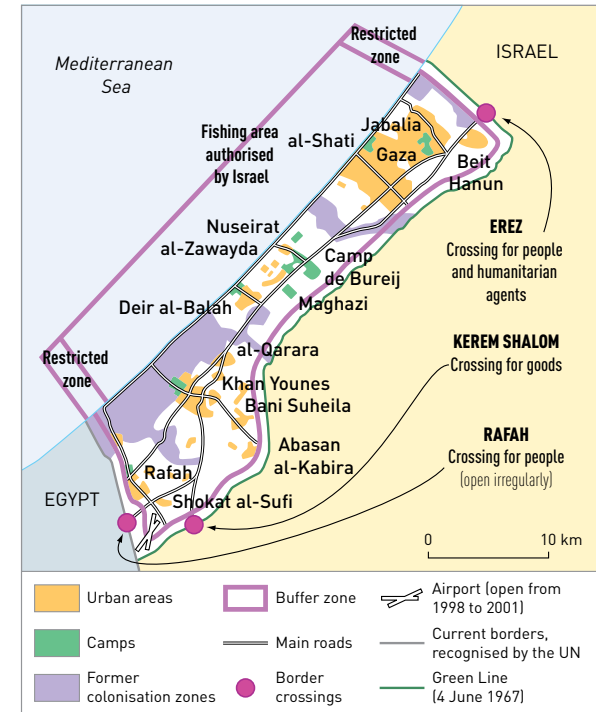 Restricted
zone
ISRAEL
Mediterranean
Sea
Fishing area
authorised
by Israel
Jabalia
al-Shati
Gaza
Beit
Hanun
EREZ
Crossing for people
and humanitarian
agents
Nuseirat
al-Zawayda
Camp
de Bureij
Deir al-Balah
Maghazi
KEREM SHALOM
Crossing for goods
Restricted
zone
al-Qarara
Khan Younes
Bani Suheila
RAFAH
Crossing for people
(open irregularly)
Abasan
al-Kabira
Rafah
EGYPT
Shokat al-Sufi
0 10 km
Urban areas
Camps
Former
colonisation zones
Buffer zone
Main roads
Border
crossings
Airport (open from
1998 to 2001)
Current borders,
recognised by the UN
Green Line
(4 June 1967)